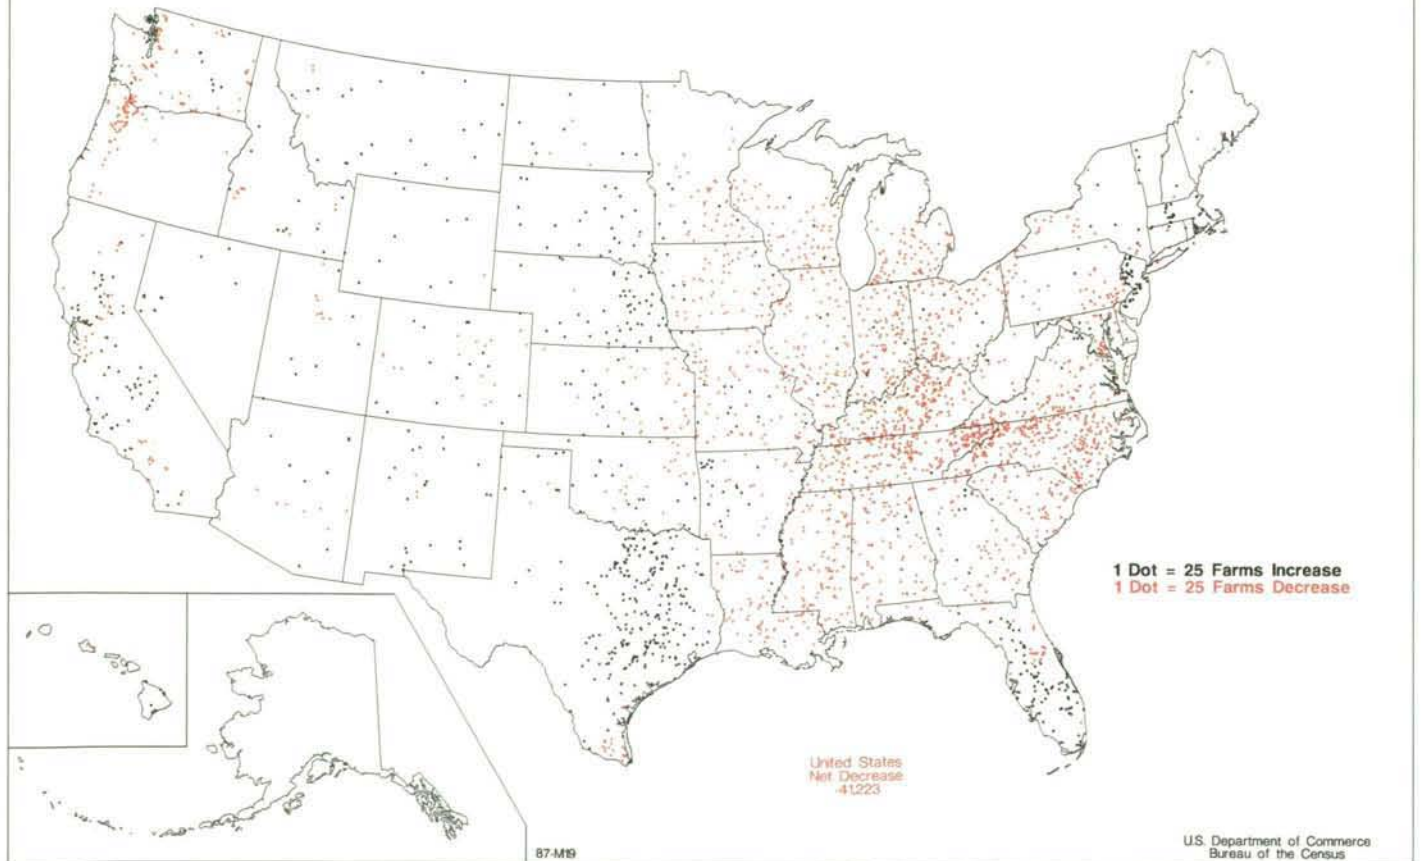 1 Dot = 25 Farms Increase
1 Dot = 25 Farms Decrease
United States
Net Decrease
-41,223
87-M19
U.S. Department of Commerce
Bureau of the Census